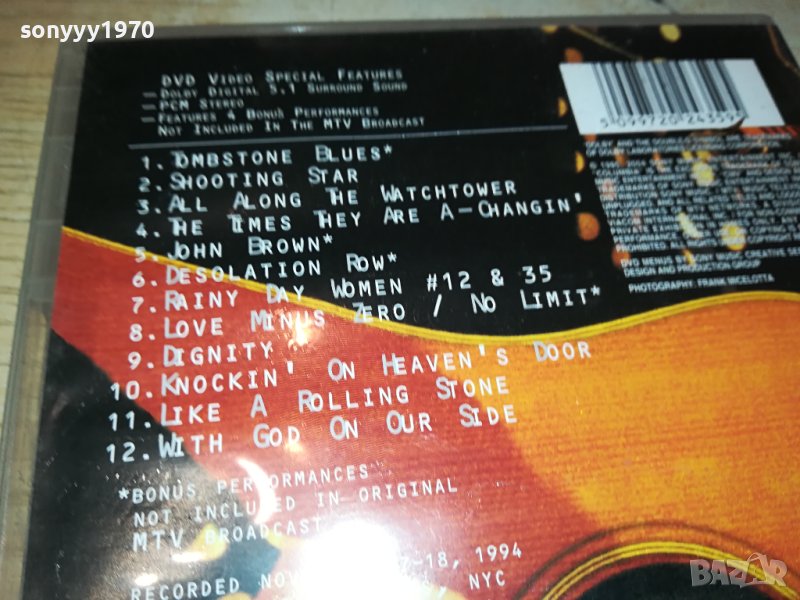 sonyyy1970
DVD VIDEO SPECIAL FEATURES
—DOLBY DIGITAL 5.1 SURROUND SOUND
—PCM STEREO
—FEATURES 4 BONUS PERFORMANCES
NOT INCLUDED IN THE MTV BROADCAST
1. TOMBSTONE BLUES*
2. SHOOTING STAR
3. ALL ALONG THE WATCHTOWER
4. THE TIMES THEY ARE A-CHANGIN'
5. JOHN BROWN*
6. DESOLATION ROW*
7. RAINY DAY WOMEN #12 & 35
8. LOVE MINUS ZERO / NO LIMIT*
9. DIGNITY
10. KNOCKIN' ON HEAVEN'S DOOR
11. LIKE A ROLLING STONE
12. WITH GOD ON OUR SIDE
*BONUS PERFORMANCES
NOT INCLUDED IN ORIGINAL
MTV BROADCAST
-18, 1994
RECORDED NYC
DVD MENUS SONY MUSIC CREATIVE
DESIGN AND PRODUCTION GROUP
PHOTOGRAPHY: FRANK MICELOTTA
BAZAR